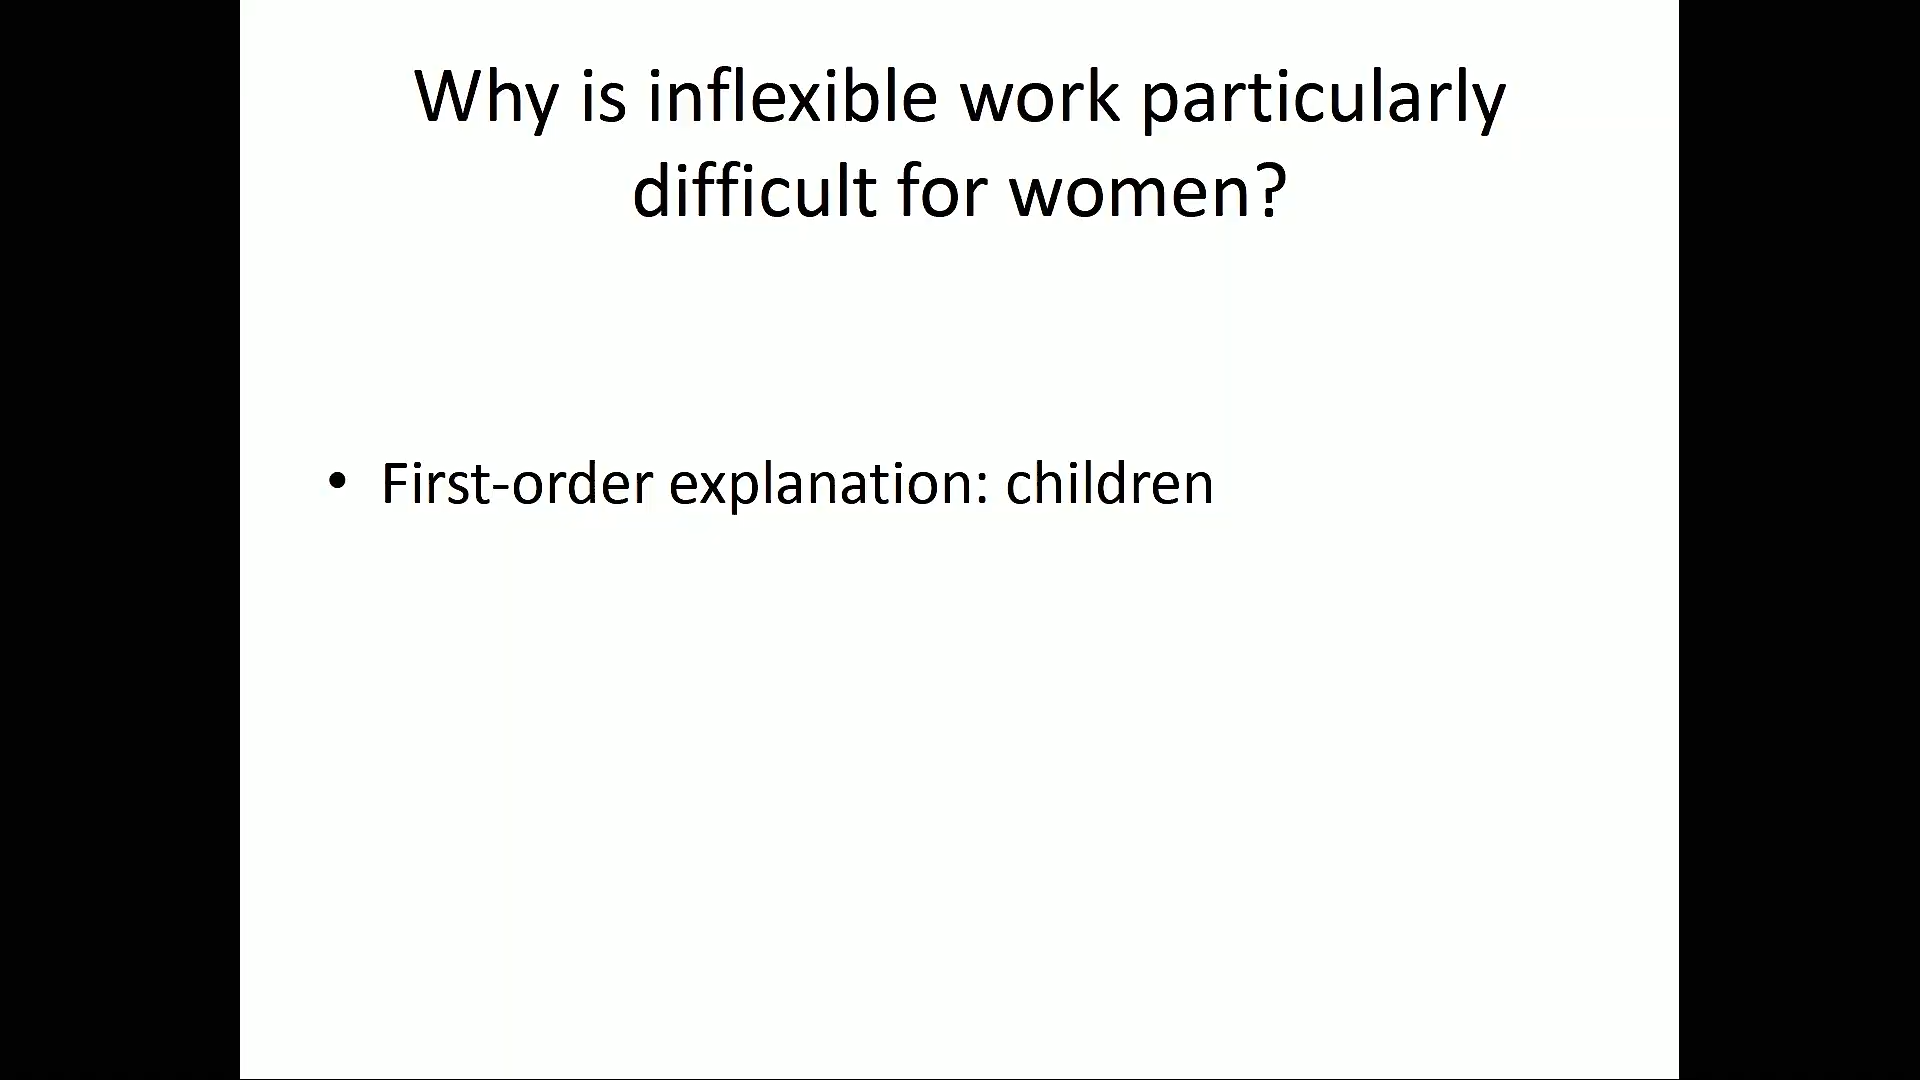 Why is inflexible work particularly
difficult for women?
• First-order explanation: children